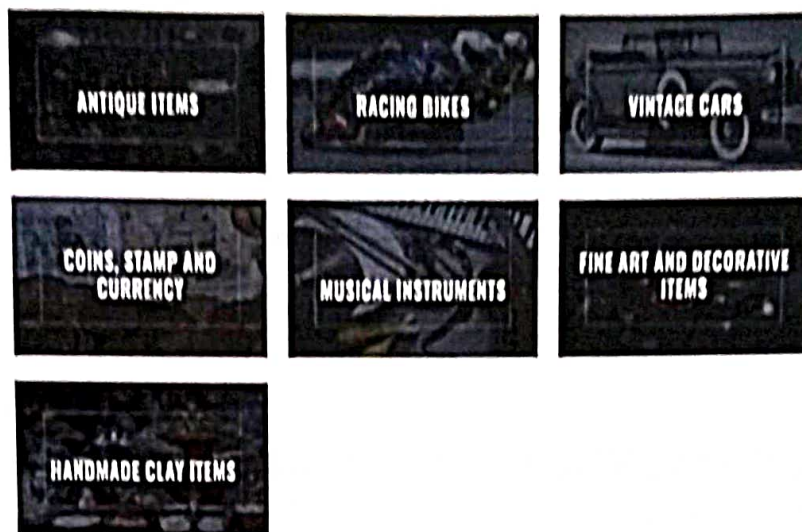 ANTIQUE ITEMS
RACING BIKES
VINTAGE CARS
COINS, STAMP AND
CURRENCY
MUSICAL INSTRUMENTS
FINE ART AND DECORATIVE
ITEMS
HANDMADE CLAY ITEMS